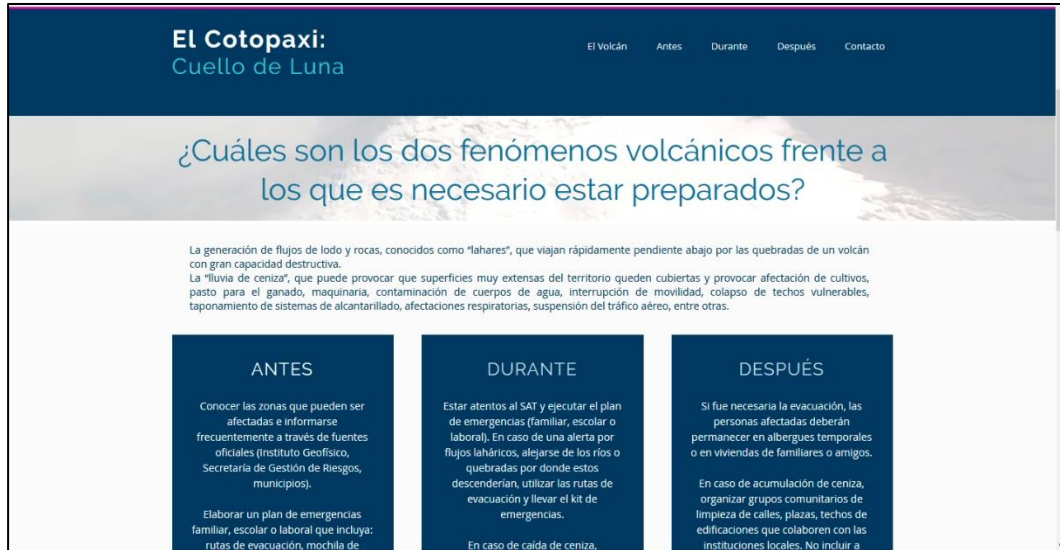 El Cotopaxi:
Cuello de Luna
El Volcán Antes Durante Después Contacto
¿Cuáles son los dos fenómenos volcánicos frente a
los que es necesario estar preparados?
La generación de flujos de lodo y rocas, conocidos como "lahares", que viajan rápidamente pendiente abajo por las quebradas de un volcán
con gran capacidad destructiva.
La "lluvia de ceniza", que puede provocar que superficies muy extensas del territorio queden cubiertas y provocar afectación de cultivos,
pasto para el ganado, maquinaria, contaminación de cuerpos de agua, interrupción de movilidad, colapso de techos vulnerables,
taponamiento de sistemas de alcantarillado, afectaciones respiratorias, suspensión del tráfico aéreo, entre otras.
ANTES
Conocer las zonas que pueden ser
afectadas e informarse
frecuentemente a través de fuentes
oficiales (Instituto Geofísico,
Secretaría de Gestión de Riesgos,
municipios).
Elaborar un plan de emergencias
familiar, escolar o laboral que incluya:
rutas de evacuación, mochila de
DURANTE
Estar atentos al SAT y ejecutar el plan
de emergencias (familiar, escolar o
laboral). En caso de una alerta por
flujos laháricos, alejarse de los ríos o
quebradas por donde estos
descenderían, utilizar las rutas de
evacuación y llevar el kit de
emergencias.
En caso de caída de ceniza,
DESPUÉS
Si fue necesaria la evacuación, las
personas afectadas deberán
permanecer en albergues temporales
o en viviendas de familiares o amigos.
En caso de acumulación de ceniza,
organizar grupos comunitarios de
limpieza de calles, plazas, techos de
edificaciones que colaboren con las
instituciones locales. No incluir a